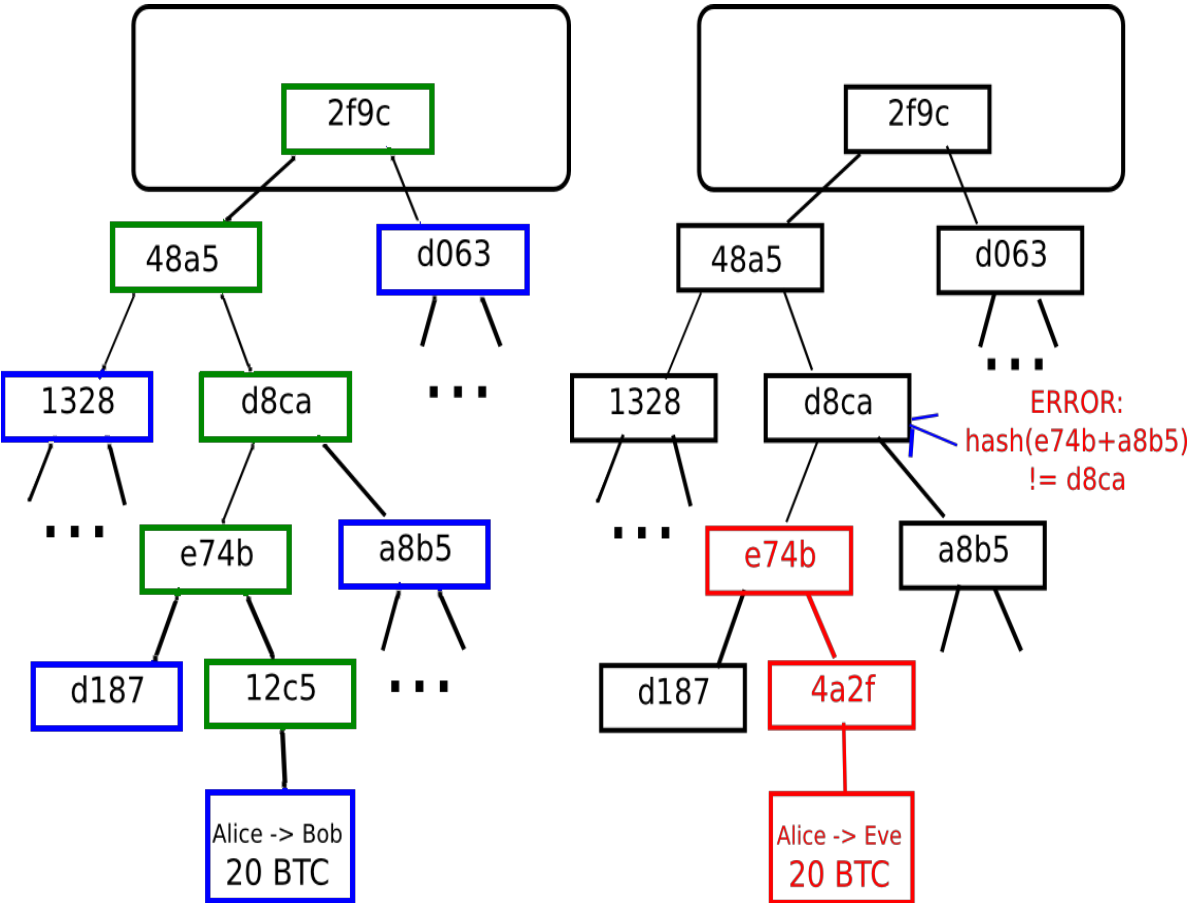 2f9c
48a5
d063
1328
d8ca
...
...
e74b
a8b5
d187
12c5
...
Alice -> Bob
20 BTC
2f9c
48a5
d063
...
1328
d8ca
ERROR:
hash(e74b+a8b5)
!= d8ca
...
e74b
a8b5
d187
4a2f
Alice -> Eve
20 BTC